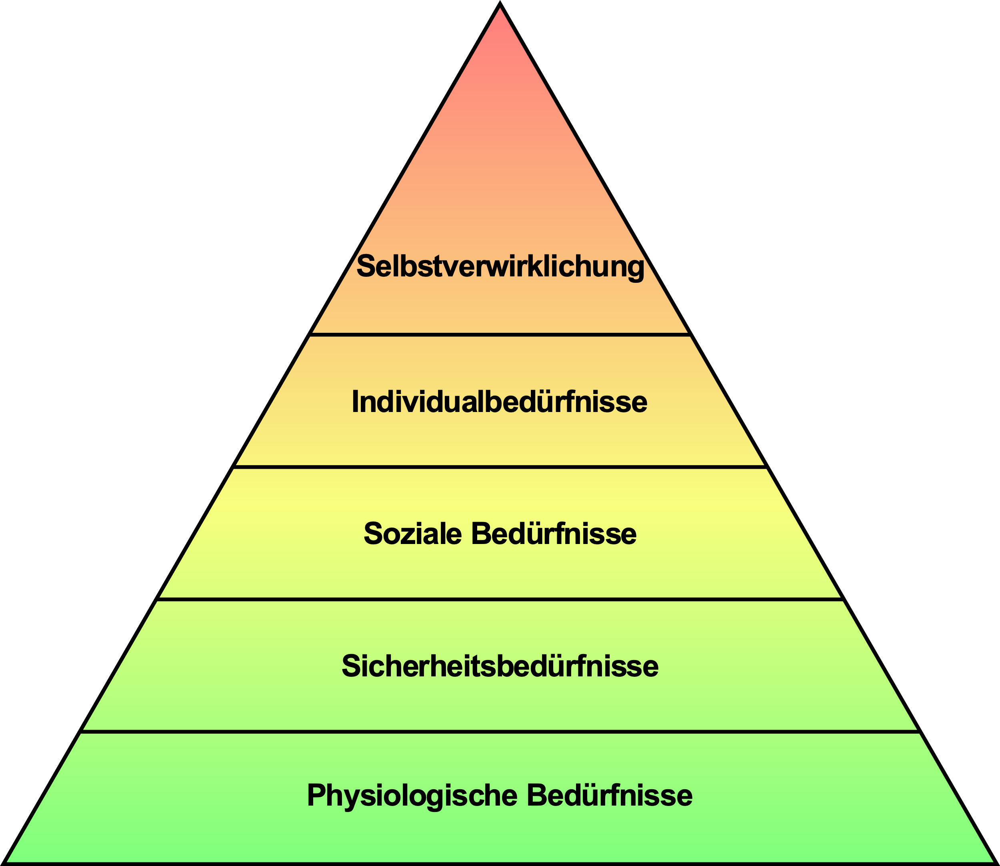 Selbstverwirklichung
Individualbedürfnisse
Soziale Bedürfnisse
Sicherheitsbedürfnisse
Physiologische Bedürfnisse